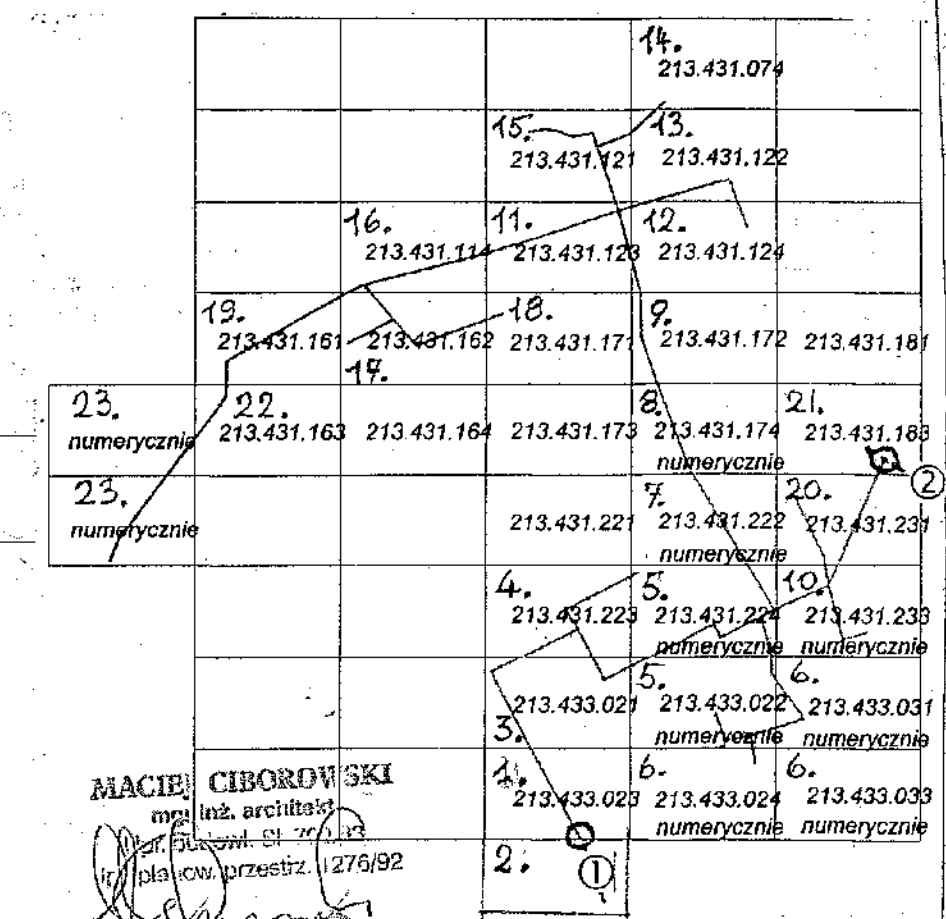 14.
213.431.074
15. 13.
213.431.121 213.431.122
16. 11. 12.
213.431.114 213.431.123 213.431.124
19. 18. 9.
213.431.161 213.431.162 213.431.171 213.431.172 213.431.181
17.
23. 22. 8. 21.
numerycznie 213.431.163 213.431.164 213.431.173 213.431.174 213.431.183
numerycznie
②
23. 7. 20.
numerycznie 213.431.221 213.431.222 213.431.231
numerycznie
4. 5. 10.
213.431.223 213.431.224 213.431.233
numerycznie numerycznie
5. 6.
213.433.021 213.433.022 213.433.031
3. numerycznie numerycznie
1. 6. 6.
213.433.023 213.433.024 213.433.033
numerycznie numerycznie
2. ①
MACIEJ CIBOROWSKI
mgr inż. architekt
przestrz. 1276/92